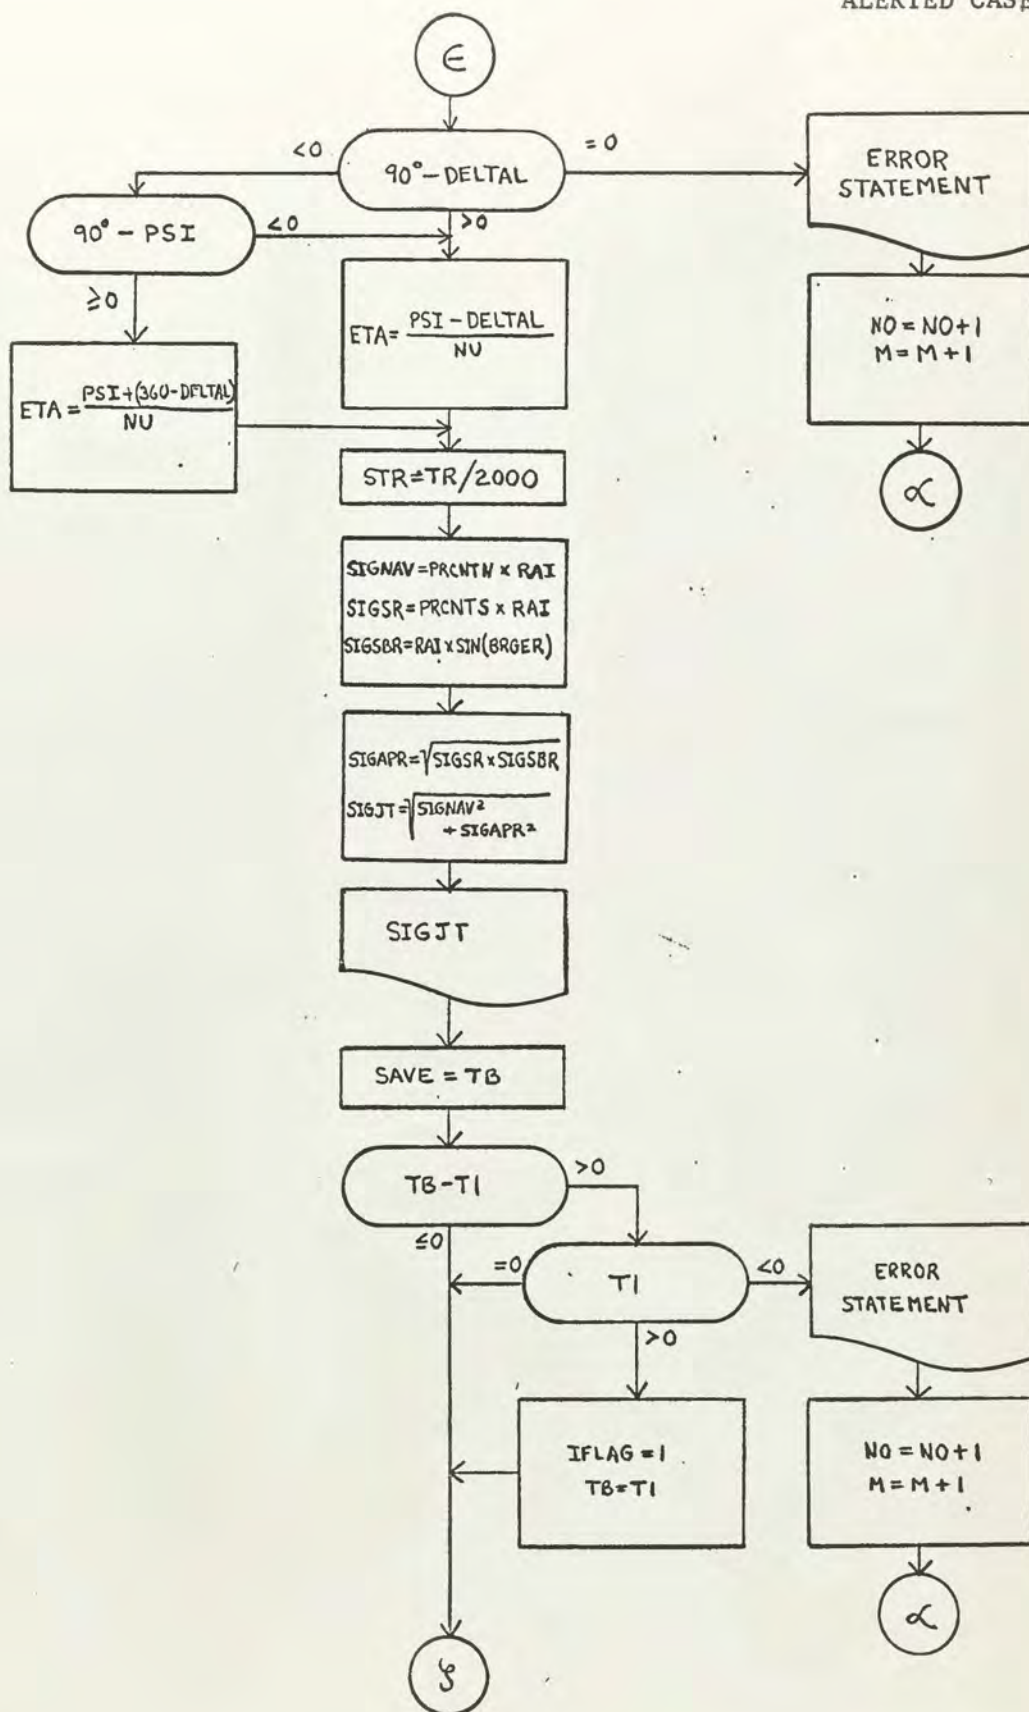 ALERTED CASE
∈
<0
90°-DELTAL
=0
ERROR
STATEMENT
90°-PSI
<0
>0
≥0
ETA= PSI-DELTAL
NU
NO=NO+1
M=M+1
ETA= PSI+(360-DELTAL)
NU
STR=TR/2000
∝
SIGNAV=PRCNTN × RAI
SIGSR=PRCNTS × RAI
SIGSBR=RAI×SIN(BRGER)
SIGAPR=√SIGSR×SIGSBR
SIGJT=√SIGNAV²
+SIGAPR²
SIGJT
SAVE=TB
TB-T1
>0
≤0
=0
T1
<0
ERROR
STATEMENT
>0
IFLAG=1
TB=T1
NO=NO+1
M=M+1
∝